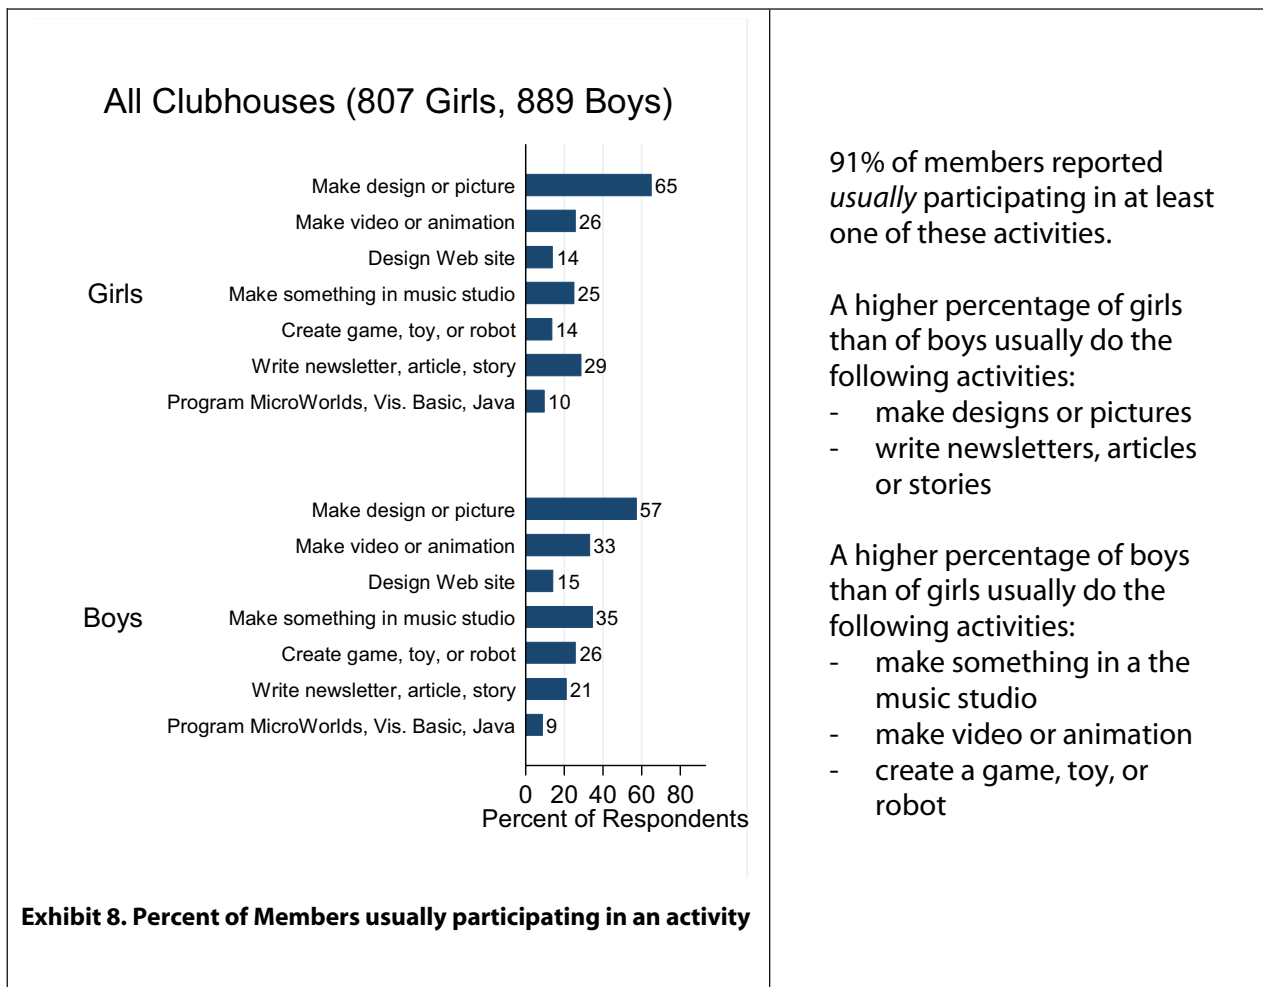 All Clubhouses (807 Girls, 889 Boys)
Girls
Make design or picture 65
Make video or animation 26
Design Web site 14
Make something in music studio 25
Create game, toy, or robot 14
Write newsletter, article, story 29
Program MicroWorlds, Vis. Basic, Java 10
Boys
Make design or picture 57
Make video or animation 33
Design Web site 15
Make something in music studio 35
Create game, toy, or robot 26
Write newsletter, article, story 21
Program MicroWorlds, Vis. Basic, Java 9
0 20 40 60 80
Percent of Respondents
Exhibit 8. Percent of Members usually participating in an activity
91% of members reported
usually participating in at least
one of these activities.
A higher percentage of girls
than of boys usually do the
following activities:
- make designs or pictures
- write newsletters, articles
or stories
A higher percentage of boys
than of girls usually do the
following activities:
- make something in a the
music studio
- make video or animation
- create a game, toy, or
robot